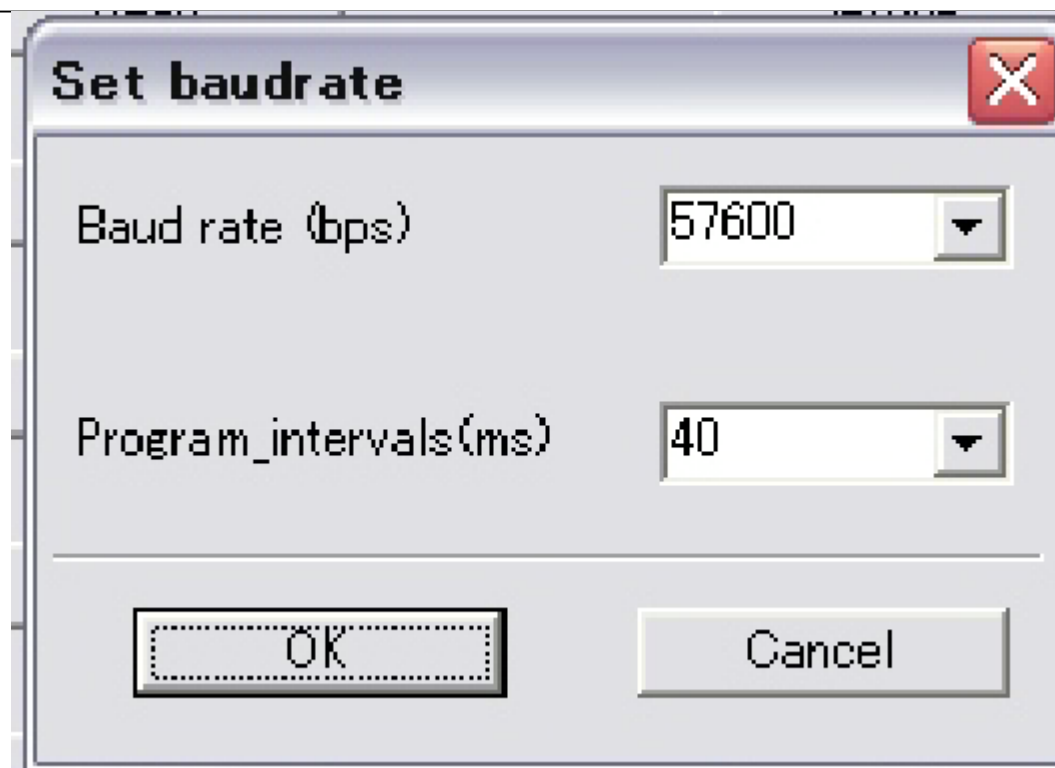 Set baudrate
Baud rate (bps)
57600
Program_intervals(ms)
40
OK
Cancel